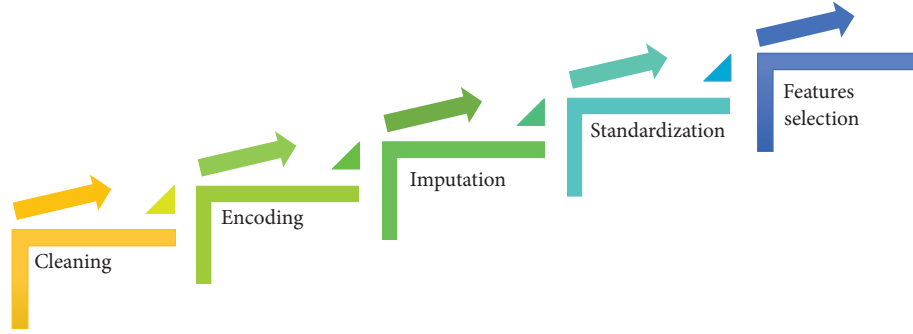 Cleaning
Encoding
Imputation
Standardization
Features
selection